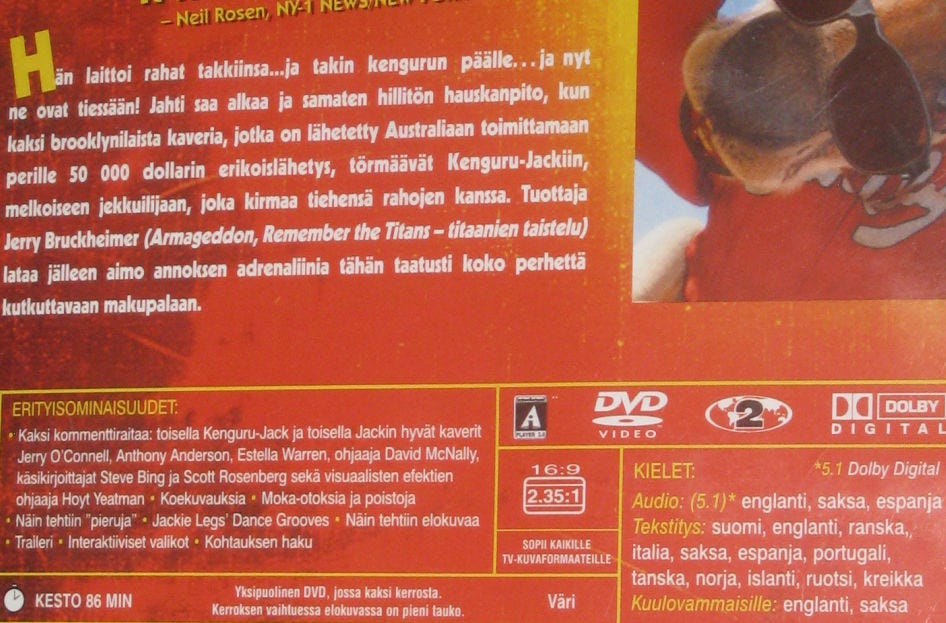 – Neil Rosen, NY-1 NEWS/NEW
Hän laittoi rahat takkiinsa...ja takin kengurun päälle...ja nyt
ne ovat tiessään! Jahti saa alkaa ja samaten hillitön hauskanpito, kun
kaksi brooklynilaista kaveria, jotka on lähetetty Australiaan toimittamaan
perille 50 000 dollarin erikoislähetys, törmäävät Kenguru-Jackiin,
melkoiseen jekkuilijaan, joka kirmaa tiehensä rahojen kanssa. Tuottaja
Jerry Bruckheimer (Armageddon, Remember the Titans – titaanien taistelu)
lataa jälleen aimo annoksen adrenaliinia tähän taatusti koko perhettä
kutkuttavaan makupalaan.
ERITYISOMINAISUUDET:
• Kaksi kommenttiraitaa: toisella Kenguru-Jack ja toisella Jackin hyvät kaverit
Jerry O'Connell, Anthony Anderson, Estella Warren, ohjaaja David McNally,
käsikirjoittajat Steve Bing ja Scott Rosenberg sekä visuaalisten efektien
ohjaaja Hoyt Yeatman • Koekuvauksia • Moka-otoksia ja poistoja
• Näin tehtiin "pieruja" • Jackie Legs' Dance Grooves • Näin tehtiin elokuvaa
• Traileri • Interaktiiviset valikot • Kohtauksen haku
KESTO 86 MIN
Yksipuolinen DVD, jossa kaksi kerrosta.
Kerroksen vaihtuessa elokuvassa on pieni tauko.
A
PLAYER 2.0
DVD
VIDEO
2
DOLBY
DIGITAL
16:9
2.35:1
SOPII KAIKILLE
TV-KUVAFORMAATEILLE
Väri
KIELET: *5.1 Dolby Digital
Audio: (5.1)* englanti, saksa, espanja
Tekstitys: suomi, englanti, ranska,
italia, saksa, espanja, portugali,
tanska, norja, islanti, ruotsi, kreikka
Kuulovammaisille: englanti, saksa